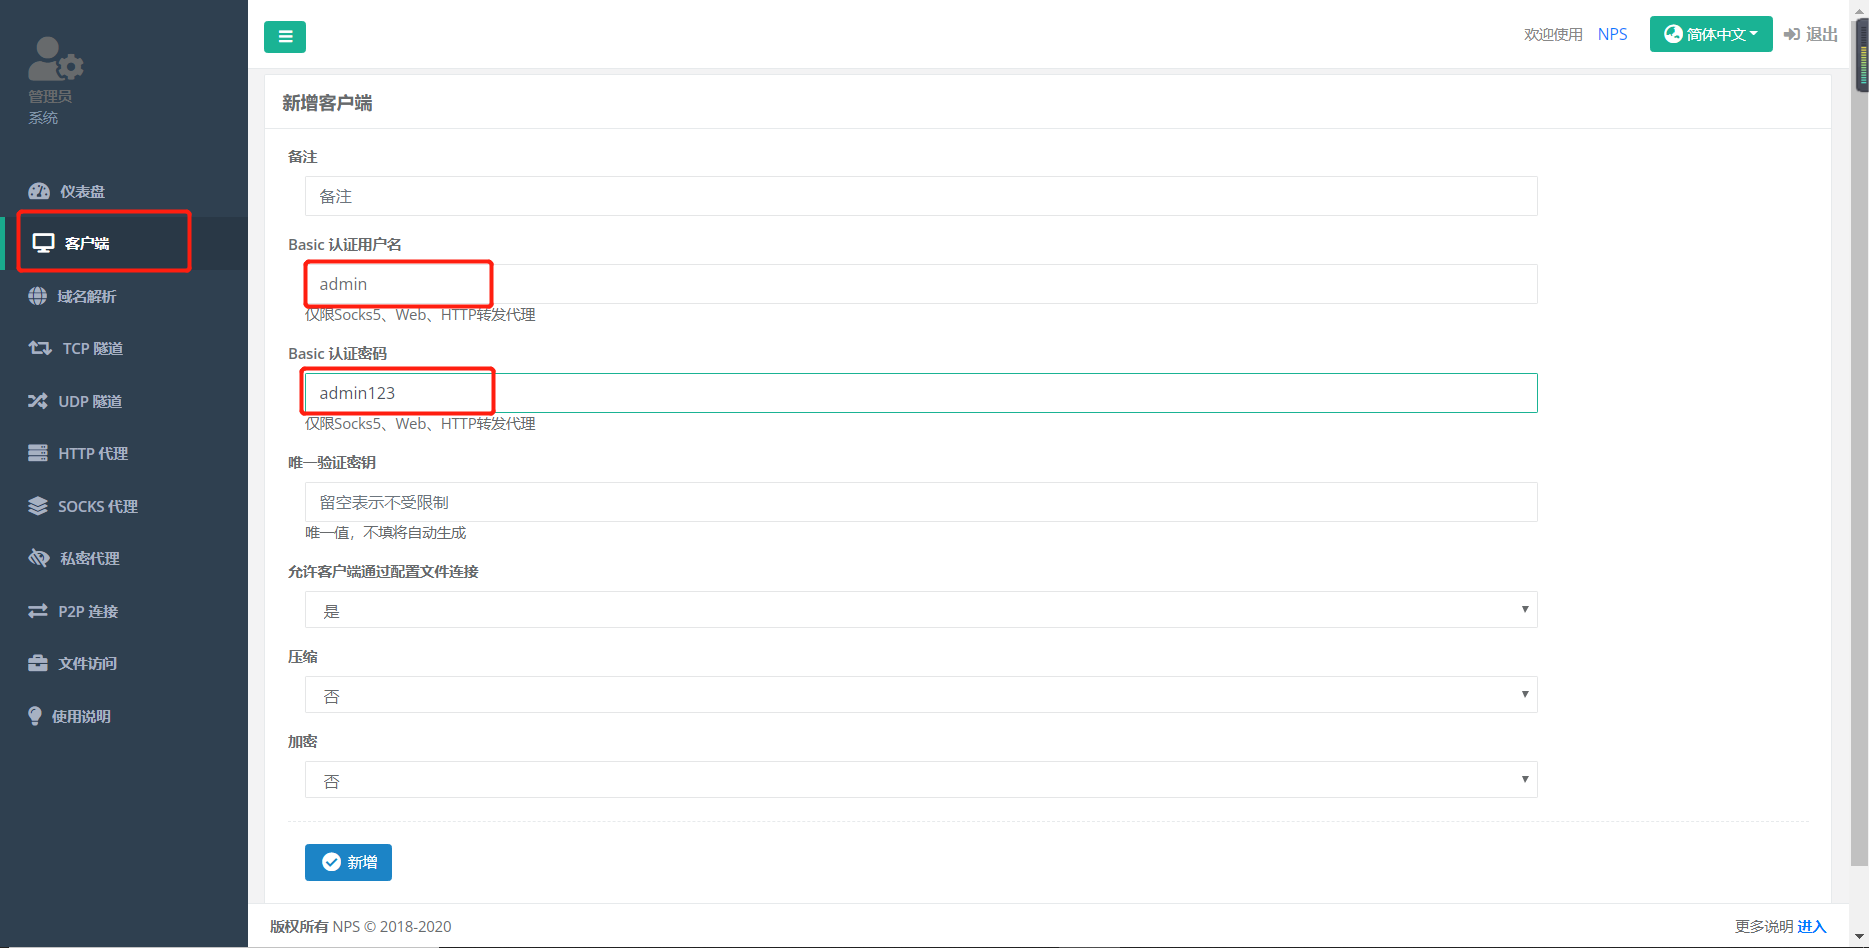 管理员
系统
仪表盘
客户端
域名解析
TCP 隧道
UDP 隧道
HTTP 代理
SOCKS 代理
私密代理
P2P 连接
文件访问
使用说明
欢迎使用 NPS 简体中文 退出
新增客户端
备注
备注
Basic 认证用户名
admin
仅限Socks5、Web、HTTP转发代理
Basic 认证密码
admin123
仅限Socks5、Web、HTTP转发代理
唯一验证密钥
留空表示不受限制
唯一值，不填将自动生成
允许客户端通过配置文件连接
是
压缩
否
加密
否
新增
版权所有 NPS © 2018-2020
更多说明 进入